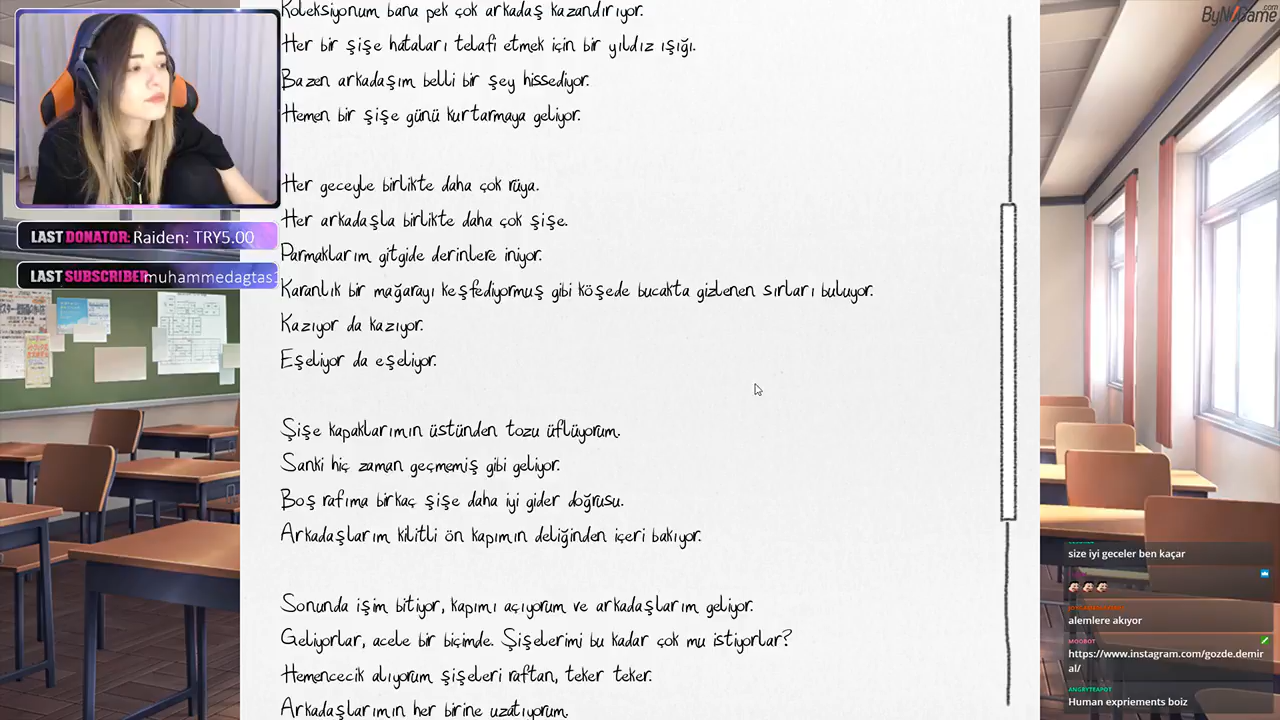 Koleksiyonum bana pek çok arkadaş kazandırıyor.
Her bir şişe hataları telafi etmek için bir yıldız ışığı.
Bazen arkadaşım belli bir şey hissediyor.
Hemen bir şişe günü kurtarmaya geliyor.
Her geceyle birlikte daha çok rüya.
Her arkadaşla birlikte daha çok şişe.
Parmaklarım gitgide derinlere iniyor.
Karanlık bir mağarayı keşfediyormuş gibi köşede bucakta gizlenen sırları buluyor.
Kazıyor da kazıyor.
Eşeliyor da eşeliyor.
Şişe kapaklarımın üstünden tozu üflüyorum.
Sanki hiç zaman geçmemiş gibi geliyor.
Boş rafıma birkaç şişe daha iyi gider doğrusu.
Arkadaşlarım kilitli ön kapımın deliğinden içeri bakıyor.
Sonunda işim bitiyor, kapımı açıyorum ve arkadaşlarım geliyor.
Geliyorlar, acele bir biçimde. Şişelerimi bu kadar çok mu istiyorlar?
Hemencecik alıyorum şişeleri raftan, teker teker.
Arkadaşlarımın her birine uzatıyorum.
LAST DONATOR: Raiden: TRY5.00
LAST SUBSCRIBER muhammedagtas
ByNoGame.com
size iyi geceler ben kaçar
alemlere akıyor
MOOBOT
https://www.instagram.com/gozde.demir
al/
ANGRYTEAPOT
Human expriements boiz